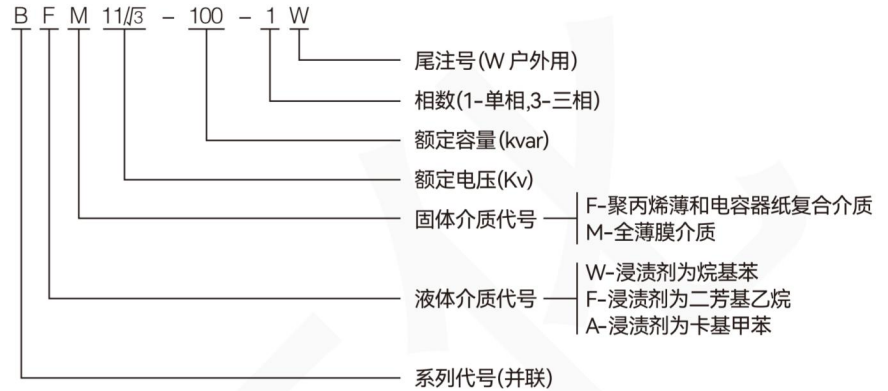 B F M 11/√3 - 100 - 1 W
尾注号(W 户外用)
相数(1-单相,3-三相)
额定容量(kvar)
额定电压(Kv)
固体介质代号
F-聚丙烯薄和电容器纸复合介质
M-全薄膜介质
液体介质代号
W-浸渍剂为烷基苯
F-浸渍剂为二芳基乙烷
A-浸渍剂为卡基甲苯
系列代号(并联)